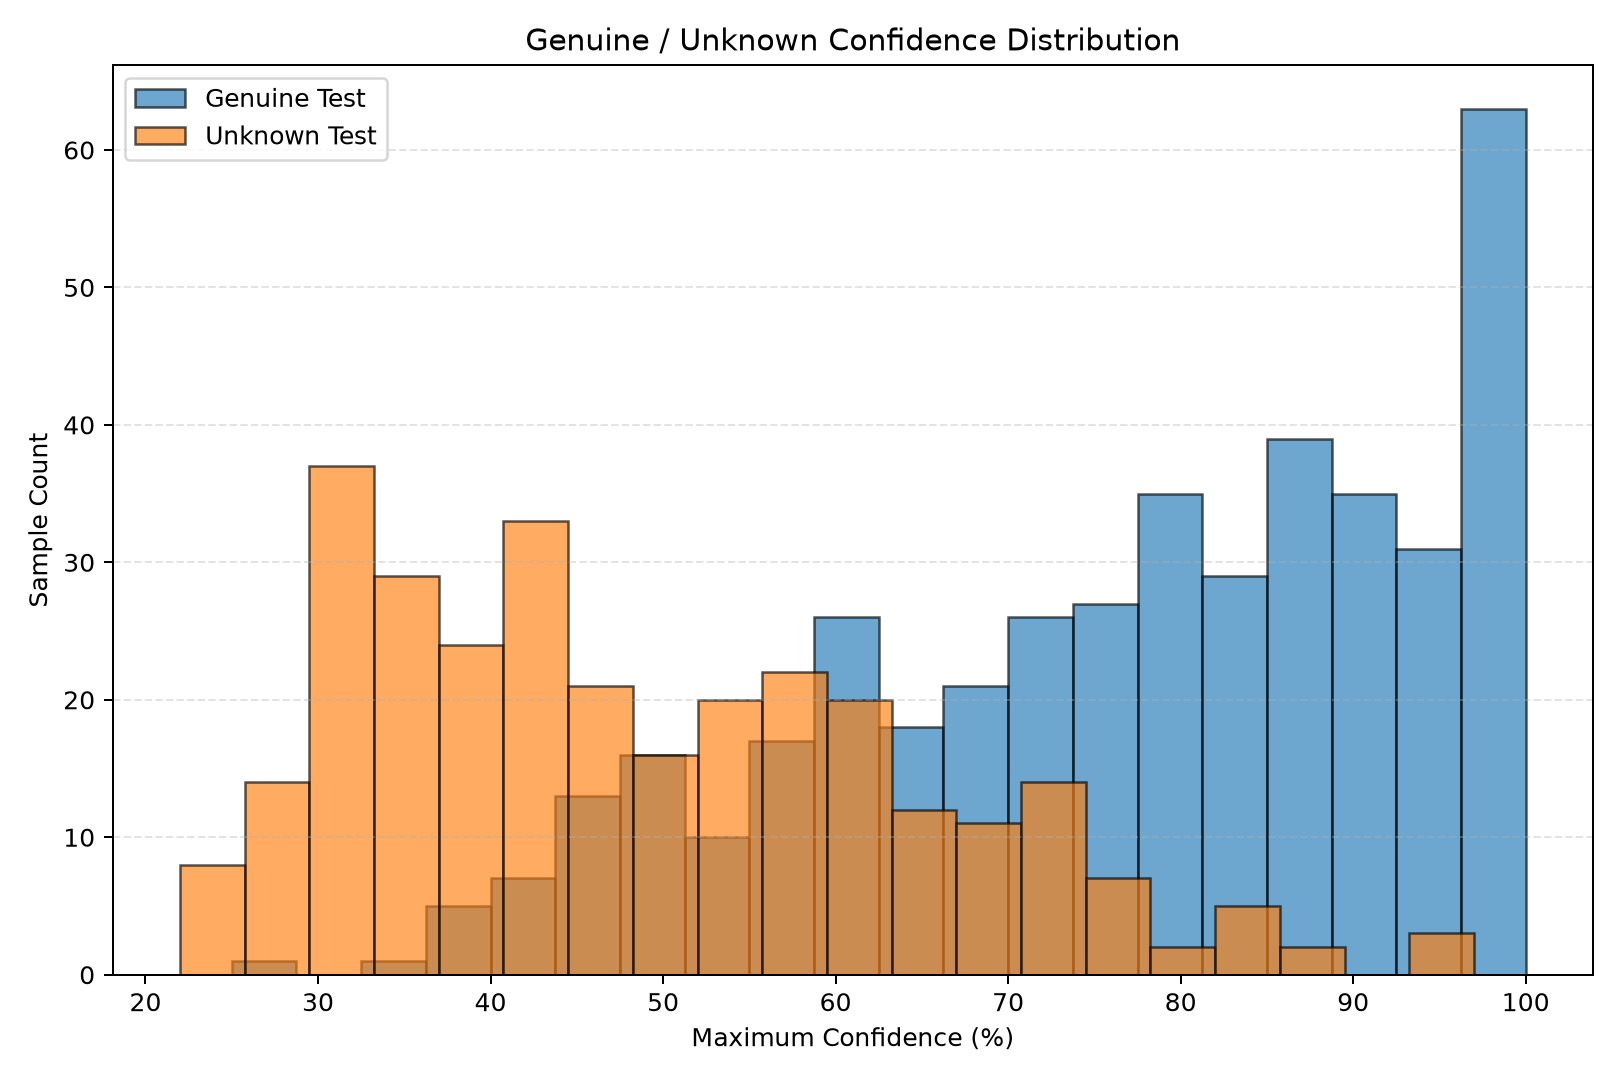 Genuine / Unknown Confidence Distribution
Genuine Test
Unknown Test
Sample Count
60
50
40
30
20
10
0
20 30 40 50 60 70 80 90 100
Maximum Confidence (%)